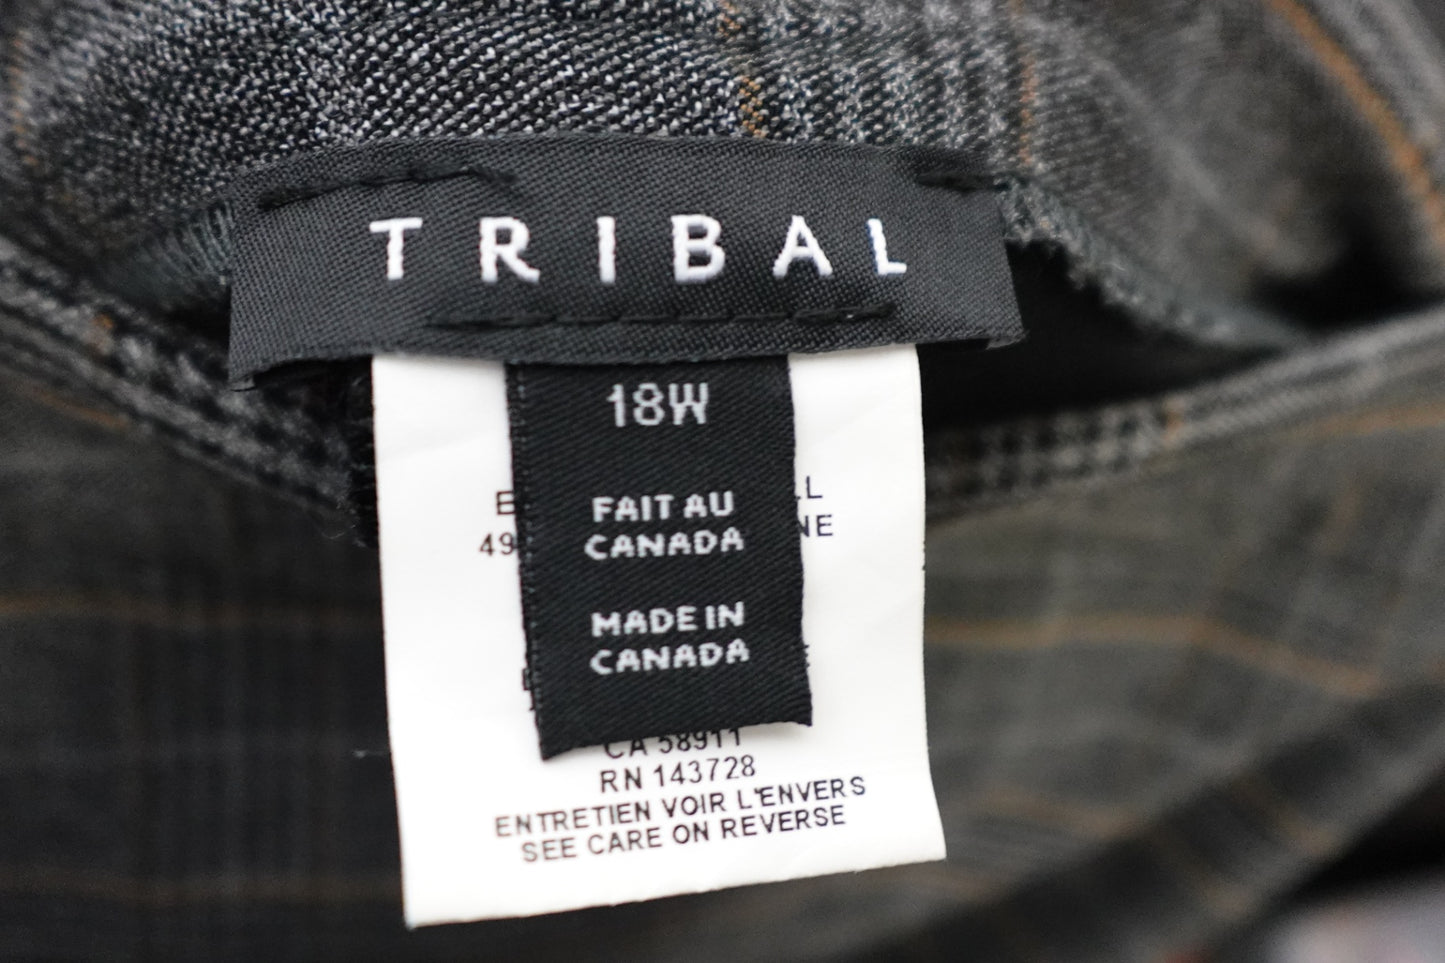 TRIBAL
18W
FAIT AU
CANADA
MADE IN
CANADA
49
CA 58911
RN 143728
ENTRETIEN VOIR L'ENVERS
SEE CARE ON REVERSE